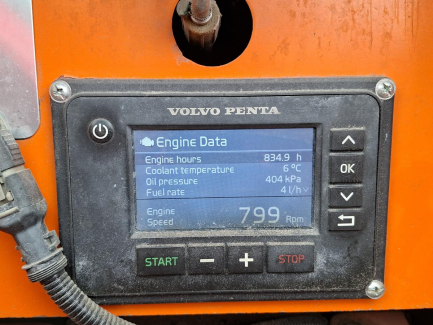 VOLVO PENTA
Engine Data
Engine hours 834.9 h
Coolant temperature 6 °C
Oil pressure 404 kPa
Fuel rate 4 l/h
Engine Speed 799 Rpm
OK
START - + STOP